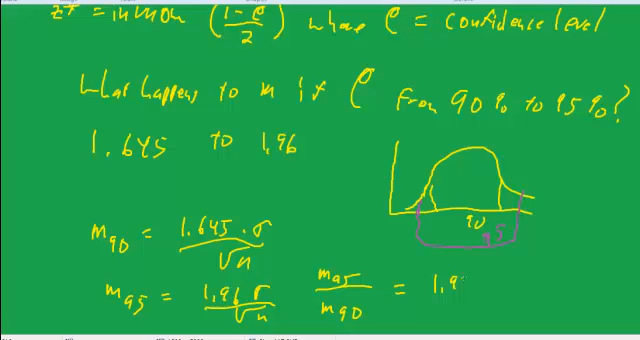 z* = invnorm (1-C/2) where C = confidence level
What happens to m if C from 90% to 95%?
1.645 to 1.96
90
95
m90 = 1.645 · σ/√n
m95 = 1.96 σ/√n m95/m90 = 1.9